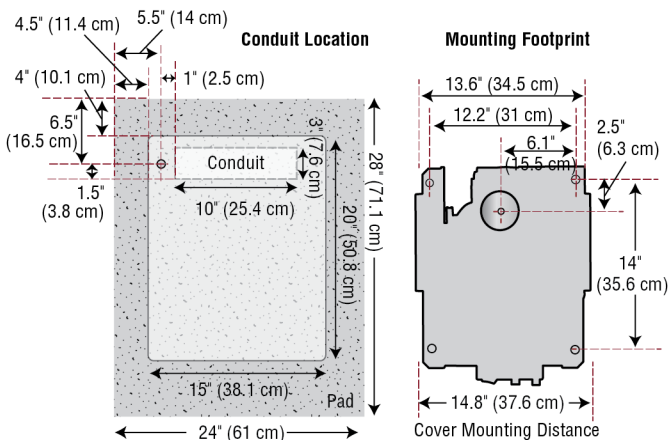 5.5" (14 cm)
4.5" (11.4 cm)
Conduit Location
Mounting Footprint
4" (10.1 cm)
1" (2.5 cm)
13.6" (34.5 cm)
12.2" (31 cm)
6.5"
(16.5 cm)
3"
(7.6 cm)
6.1"
(15.5 cm)
2.5"
(6.3 cm)
Conduit
28" (71.1 cm)
1.5"
(3.8 cm)
10" (25.4 cm)
20" (50.8 cm)
14"
(35.6 cm)
15" (38.1 cm)
Pad
14.8" (37.6 cm)
24" (61 cm)
Cover Mounting Distance